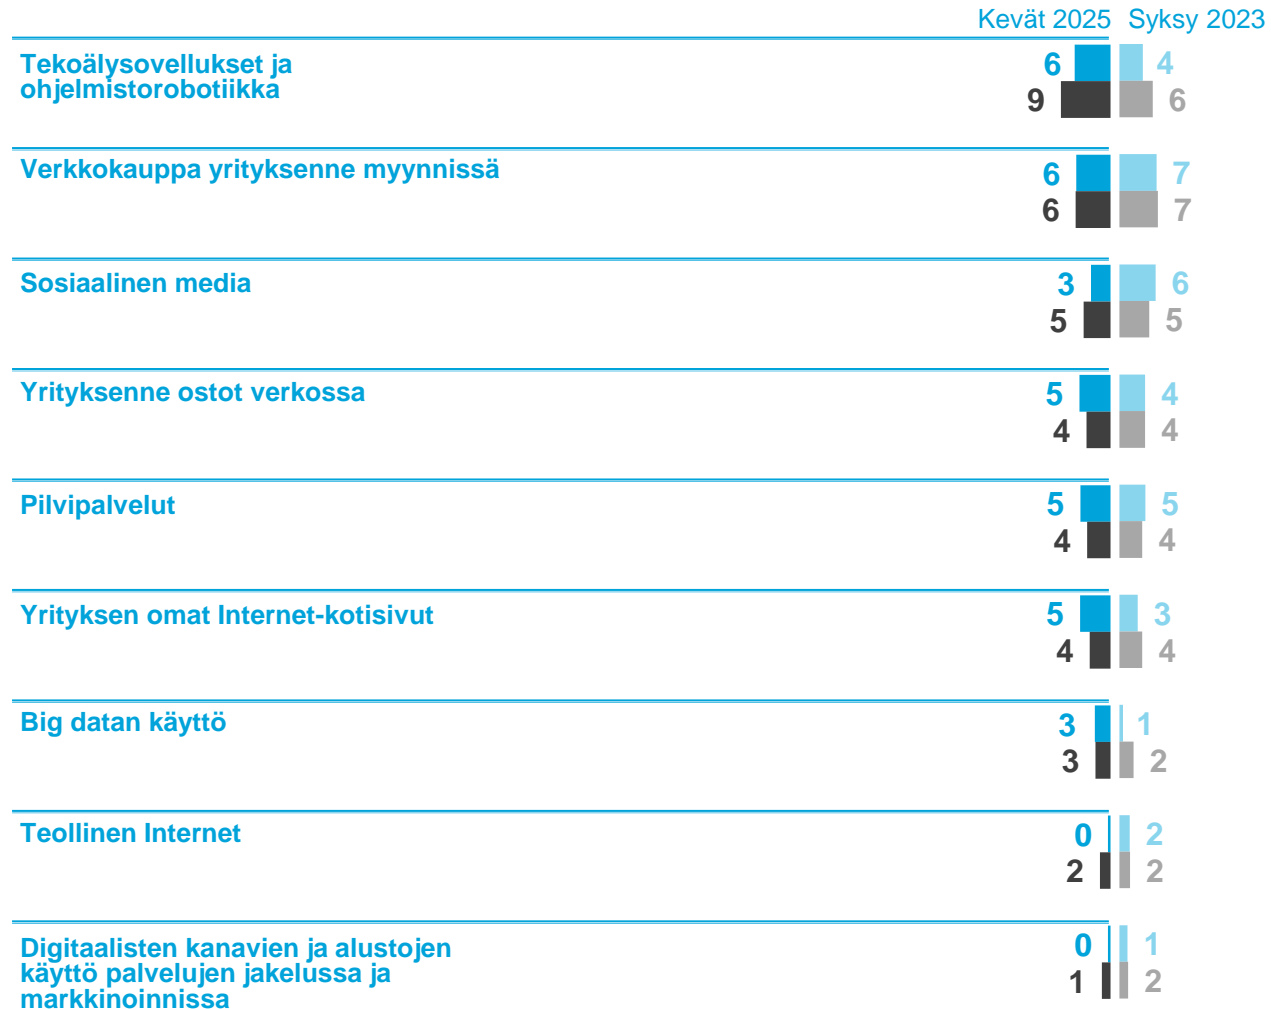 Kevät 2025 Syksy 2023
Tekoälysovellukset ja
ohjelmistorobotiikka
6 4
9 6
Verkkokauppa yrityksenne myynnissä
6 7
6 7
Sosiaalinen media
3 6
5 5
Yrityksenne ostot verkossa
5 4
4 4
Pilvipalvelut
5 5
4 4
Yrityksen omat Internet-kotisivut
5 3
4 4
Big datan käyttö
3 1
3 2
Teollinen Internet
0 2
2 2
Digitaalisten kanavien ja alustojen
käyttö palvelujen jakelussa ja
markkinoinnissa
0 1
1 2